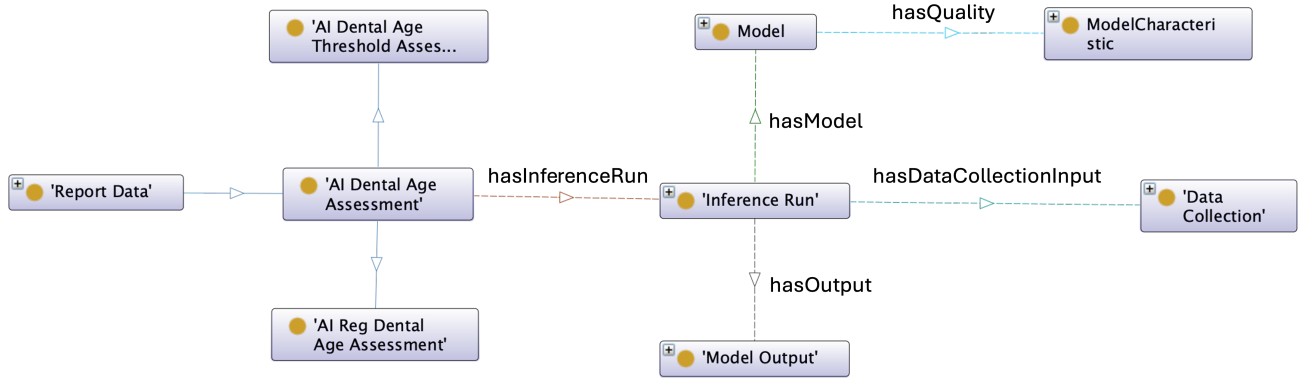 'AI Dental Age
Threshold Asses...
Model
hasQuality
ModelCharacteri
stic
hasModel
'Report Data'
'AI Dental Age
Assessment'
hasInferenceRun
'Inference Run'
hasDataCollectionInput
'Data
Collection'
hasOutput
'AI Reg Dental
Age Assessment'
'Model Output'